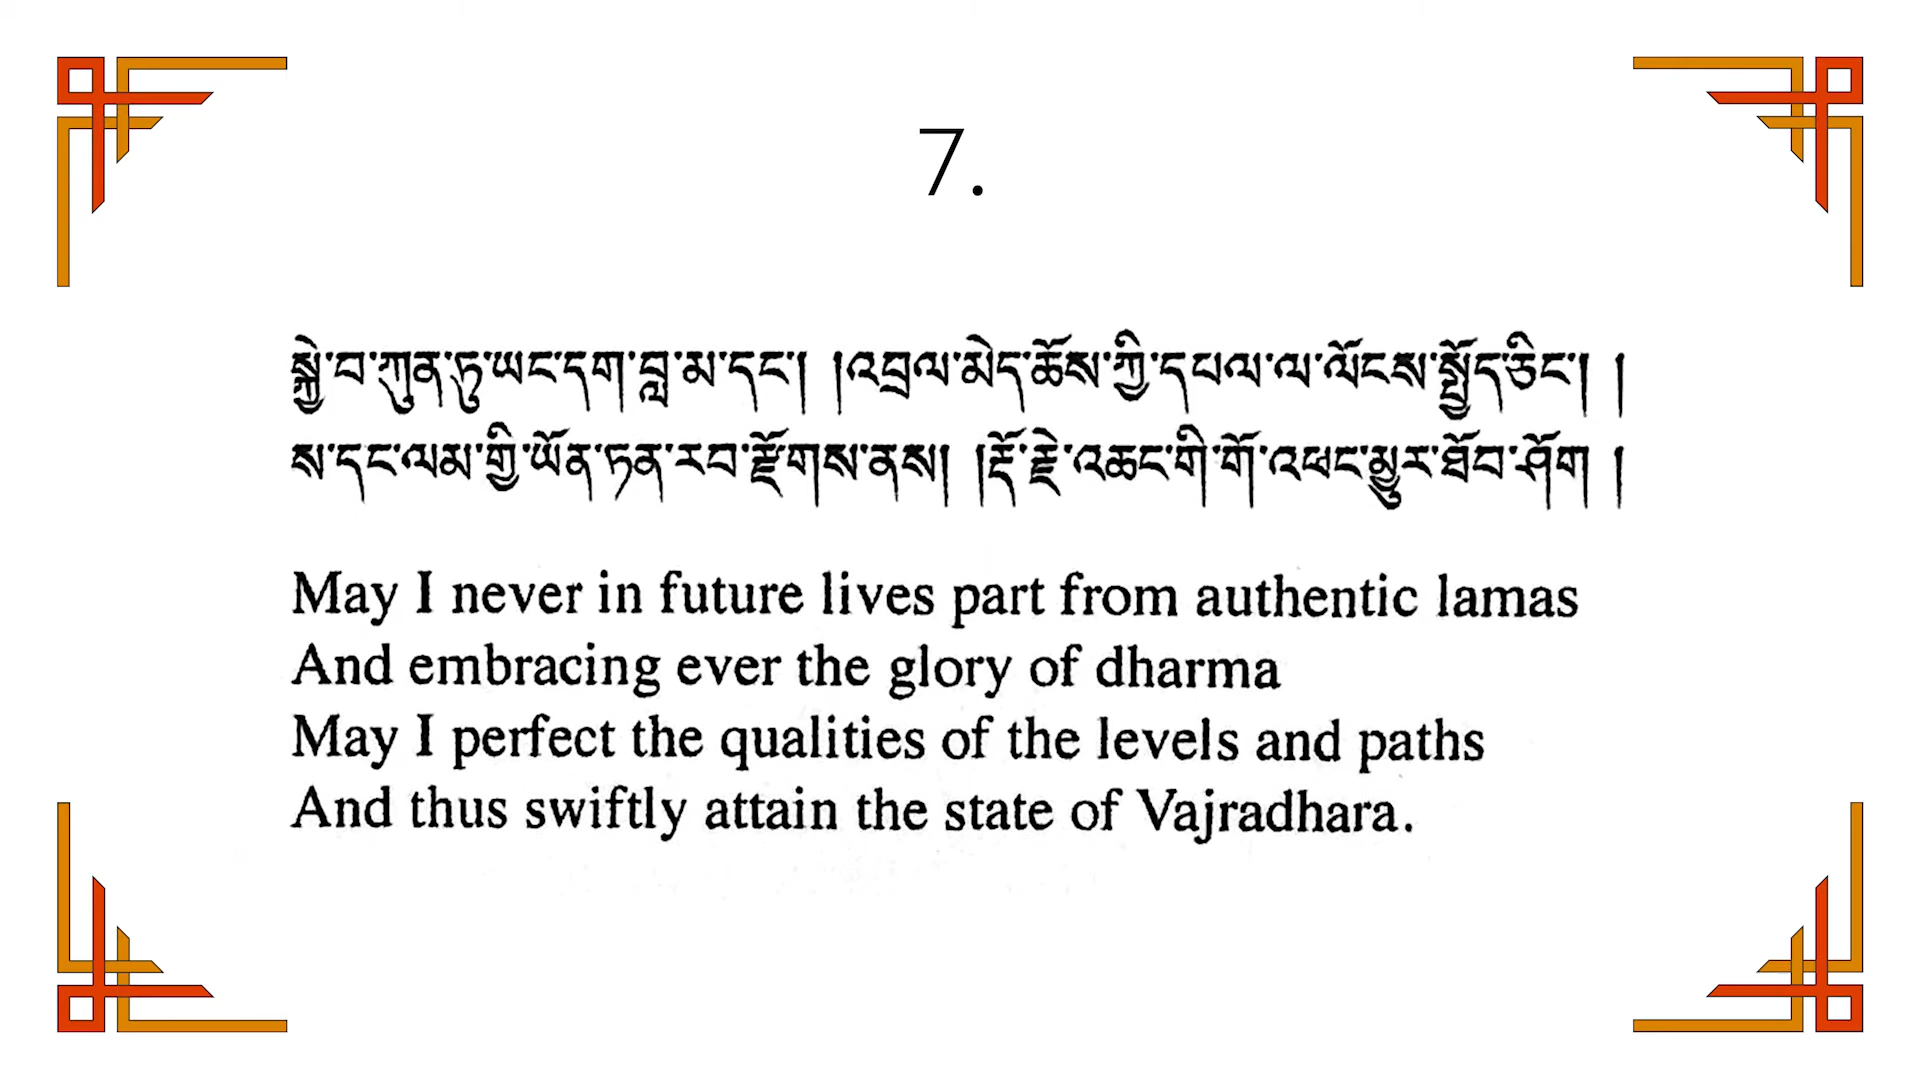 7.
སྐྱེ་བ་ཀུན་ཏུ་ཡང་དག་བླ་མ་དང་། །འབྲལ་མེད་ཆོས་ཀྱི་དཔལ་ལ་ལོངས་སྤྱོད་ཅིང་། །
ས་དང་ལམ་གྱི་ཡོན་ཏན་རབ་རྫོགས་ནས། །རྡོ་རྗེ་འཆང་གི་གོ་འཕང་མྱུར་ཐོབ་ཤོག །
May I never in future lives part from authentic lamas
And embracing ever the glory of dharma
May I perfect the qualities of the levels and paths
And thus swiftly attain the state of Vajradhara.